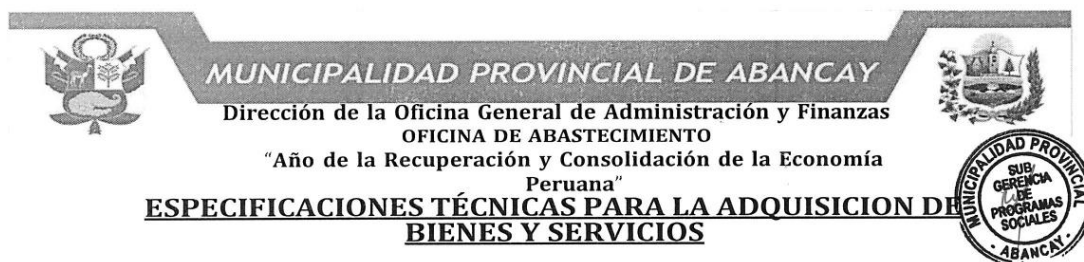 MUNICIPALIDAD PROVINCIAL DE ABANCAY
Dirección de la Oficina General de Administración y Finanzas
OFICINA DE ABASTECIMIENTO
“Año de la Recuperación y Consolidación de la Economía
Peruana”
ESPECIFICACIONES TÉCNICAS PARA LA ADQUISICION DE
BIENES Y SERVICIOS
MUNICIPALIDAD PROVINCIAL
SUB
GERENCIA
DE
PROGRAMAS
SOCIALES
ABANCAY